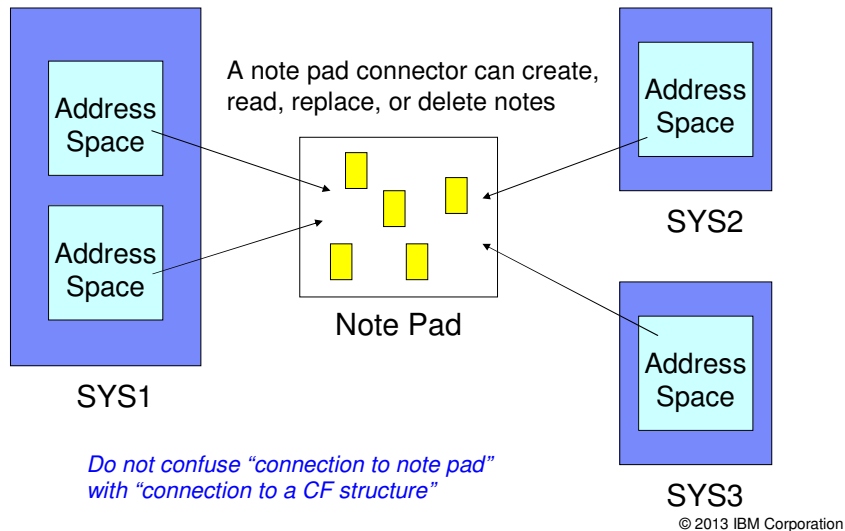 A note pad connector can create,
read, replace, or delete notes
Address
Space
Address
Space
SYS1
Note Pad
Address
Space
SYS2
Address
Space
SYS3
Do not confuse “connection to note pad”
with “connection to a CF structure”
© 2013 IBM Corporation